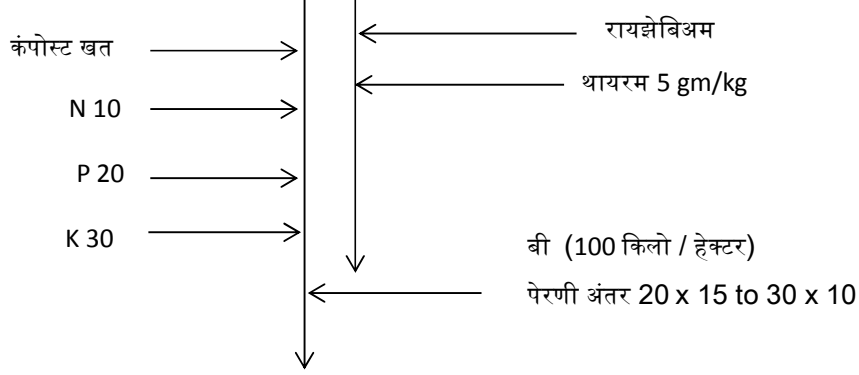 रायझेबिअम
कंपोस्ट खत
थायरम 5 gm/kg
N 10
P 20
K 30
बी (100 किलो / हेक्टर)
पेरणी अंतर 20 x 15 to 30 x 10